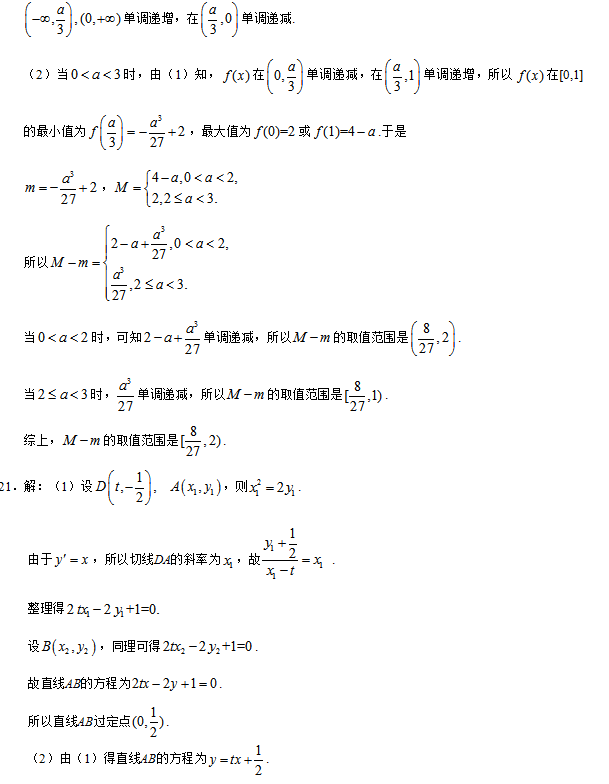 (−∞, a/3), (0,+∞) 单调递增，在 (a/3, 0) 单调递减.
（2）当0 < a < 3时，由（1）知， f(x) 在 (0, a/3) 单调递减，在 (a/3, 1) 单调递增，所以 f(x) 在[0,1]
的最小值为 f(a/3) = −a³/27 + 2 ，最大值为 f(0)=2 或 f(1)=4−a .于是
m = −a³/27 + 2 ， M = { 4−a, 0 < a < 2, 2, 2 ≤ a < 3.
所以 M − m = { 2 − a + a³/27, 0 < a < 2, a³/27, 2 ≤ a < 3.
当0 < a < 2 时，可知 2 − a + a³/27 单调递减，所以 M − m 的取值范围是 (8/27, 2) .
当2 ≤ a < 3时， a³/27 单调递减，所以 M − m 的取值范围是 [8/27, 1) .
综上， M − m 的取值范围是 [8/27, 2) .
21. 解:（1）设 D(t, −1/2), A(x₁, y₁) ，则 x₁² = 2y₁ .
由于 y′ = x ，所以切线DA的斜率为 x₁ ，故 (y₁ + 1/2)/(x₁ − t) = x₁ .
整理得 2tx₁ − 2y₁ +1=0.
设 B(x₂, y₂) ，同理可得 2tx₂ − 2y₂ +1=0 .
故直线AB的方程为 2tx − 2y + 1 = 0 .
所以直线AB过定点 (0, 1/2) .
（2）由（1）得直线AB的方程为 y = tx + 1/2 .